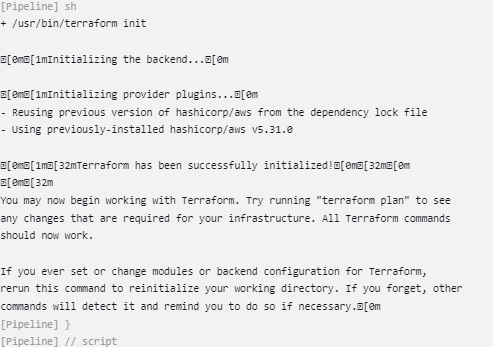 [Pipeline] sh
+ /usr/bin/terraform init
␛[0m␛[1mInitializing the backend...␛[0m
␛[0m␛[1mInitializing provider plugins...␛[0m
- Reusing previous version of hashicorp/aws from the dependency lock file
- Using previously-installed hashicorp/aws v5.31.0
␛[0m␛[1m␛[32mTerraform has been successfully initialized!␛[0m␛[32m␛[0m
␛[0m␛[32m
You may now begin working with Terraform. Try running "terraform plan" to see
any changes that are required for your infrastructure. All Terraform commands
should now work.
If you ever set or change modules or backend configuration for Terraform,
rerun this command to reinitialize your working directory. If you forget, other
commands will detect it and remind you to do so if necessary.␛[0m
[Pipeline] }
[Pipeline] // script